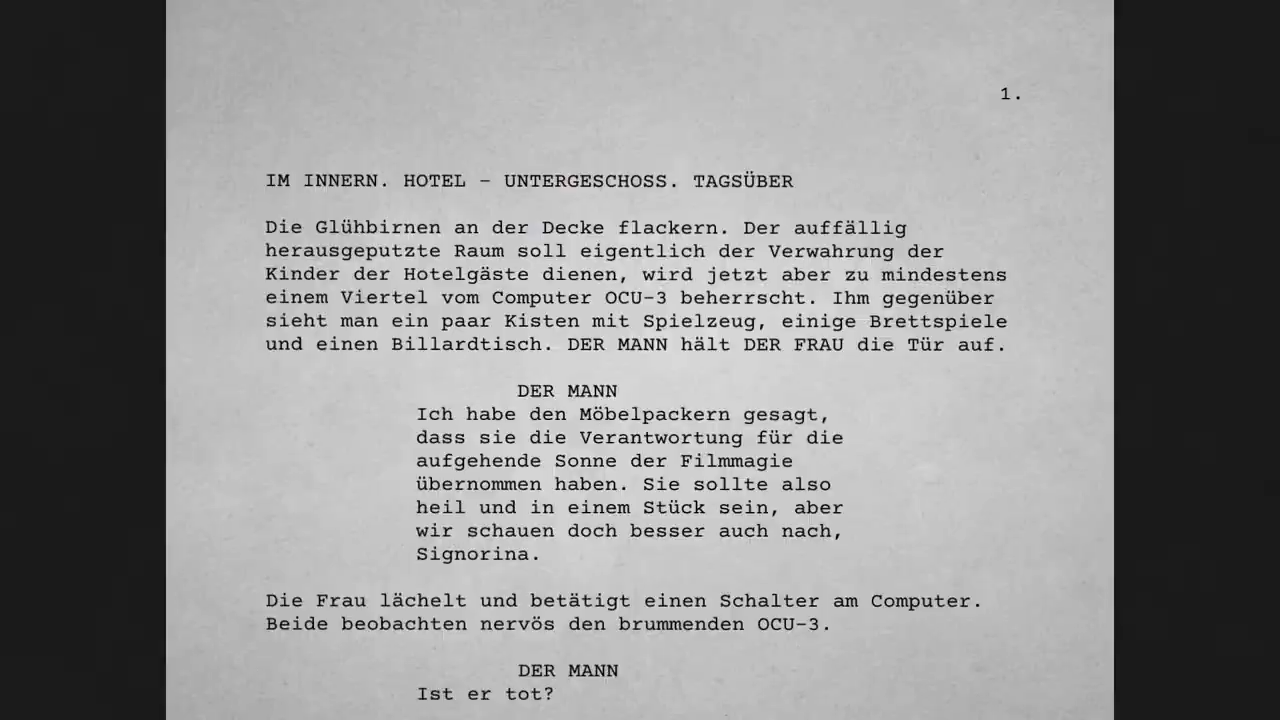 1.
IM INNERN. HOTEL – UNTERGESCHOSS. TAGSÜBER
Die Glühbirnen an der Decke flackern. Der auffällig
herausgeputzte Raum soll eigentlich der Verwahrung der
Kinder der Hotelgäste dienen, wird jetzt aber zu mindestens
einem Viertel vom Computer OCU-3 beherrscht. Ihm gegenüber
sieht man ein paar Kisten mit Spielzeug, einige Brettspiele
und einen Billardtisch. DER MANN hält DER FRAU die Tür auf.
DER MANN
Ich habe den Möbelpackern gesagt,
dass sie die Verantwortung für die
aufgehende Sonne der Filmmagie
übernommen haben. Sie sollte also
heil und in einem Stück sein, aber
wir schauen doch besser auch nach,
Signorina.
Die Frau lächelt und betätigt einen Schalter am Computer.
Beide beobachten nervös den brummenden OCU-3.
DER MANN
Ist er tot?